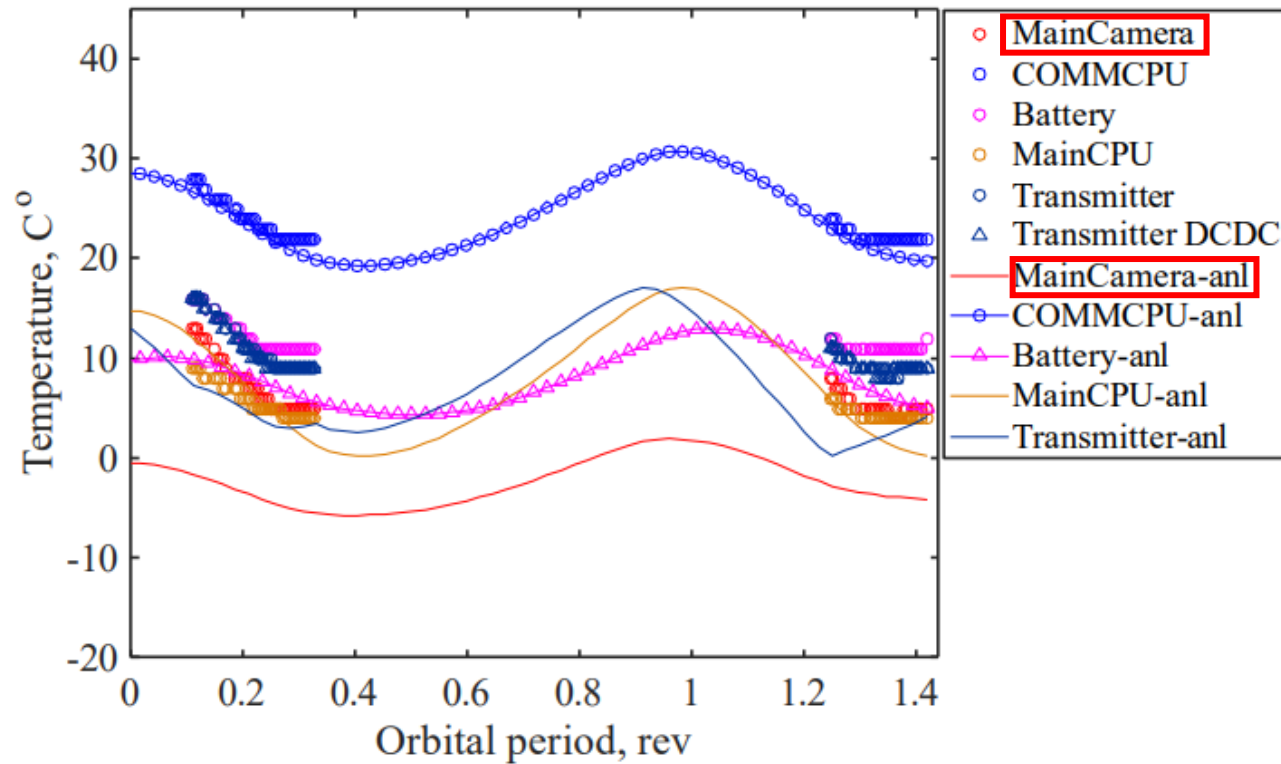 40
30
20
10
0
-10
-20
Temperature, C°
0
0.2
0.4
0.6
0.8
1
1.2
1.4
Orbital period, rev
MainCamera
COMMCPU
Battery
MainCPU
Transmitter
Transmitter DCDC
MainCamera-anl
COMMCPU-anl
Battery-anl
MainCPU-anl
Transmitter-anl